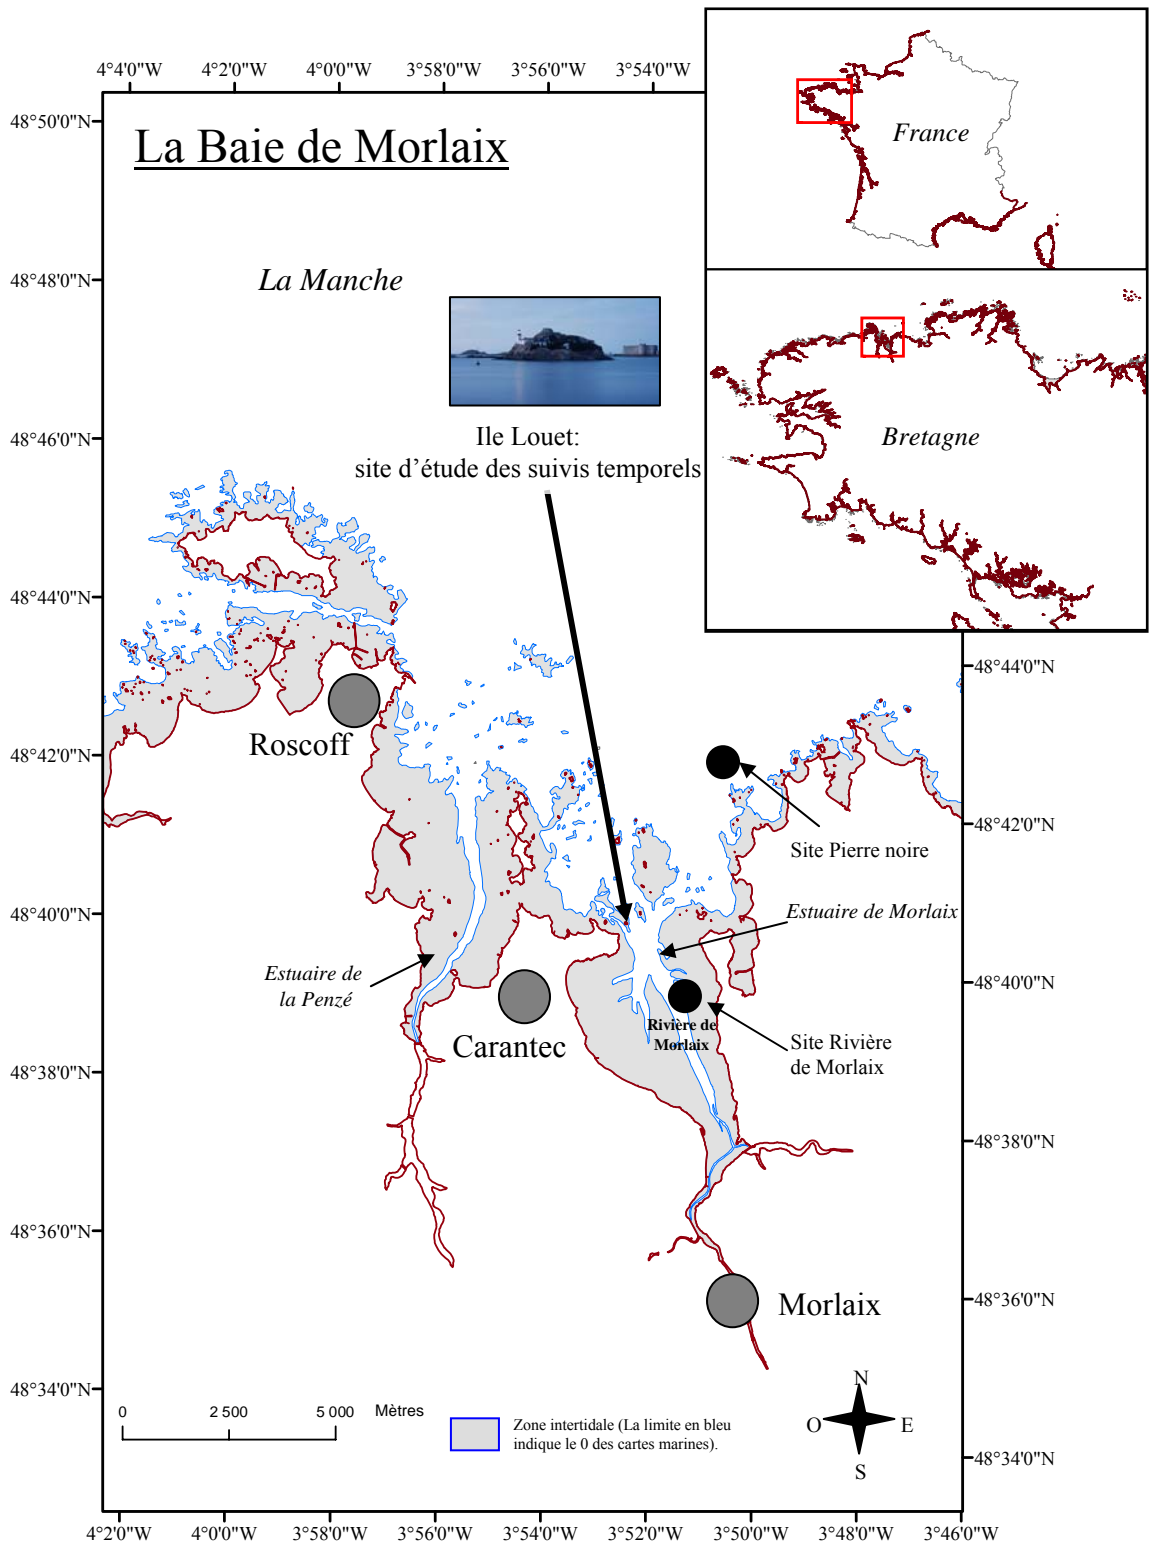 4°4'0"W
4°2'0"W
4°0'0"W
3°58'0"W
3°56'0"W
3°54'0"W
48°50'0"N
48°48'0"N
48°46'0"N
48°44'0"N
48°42'0"N
48°40'0"N
48°38'0"N
48°36'0"N
48°34'0"N
La Baie de Morlaix
La Manche
Ile Louet:
site d'étude des suivis temporels
France
Bretagne
Roscoff
Site Pierre noire
Estuaire de Morlaix
Estuaire de
la Penzé
Carantec
Rivière de
Morlaix
Site Rivière
de Morlaix
Morlaix
48°44'0"N
48°42'0"N
48°40'0"N
48°38'0"N
48°36'0"N
48°34'0"N
0
2 500
5 000
Mètres
Zone intertidale (La limite en bleu
indique le 0 des cartes marines).
N
O
E
S
4°2'0"W
4°0'0"W
3°58'0"W
3°56'0"W
3°54'0"W
3°52'0"W
3°50'0"W
3°48'0"W
3°46'0"W